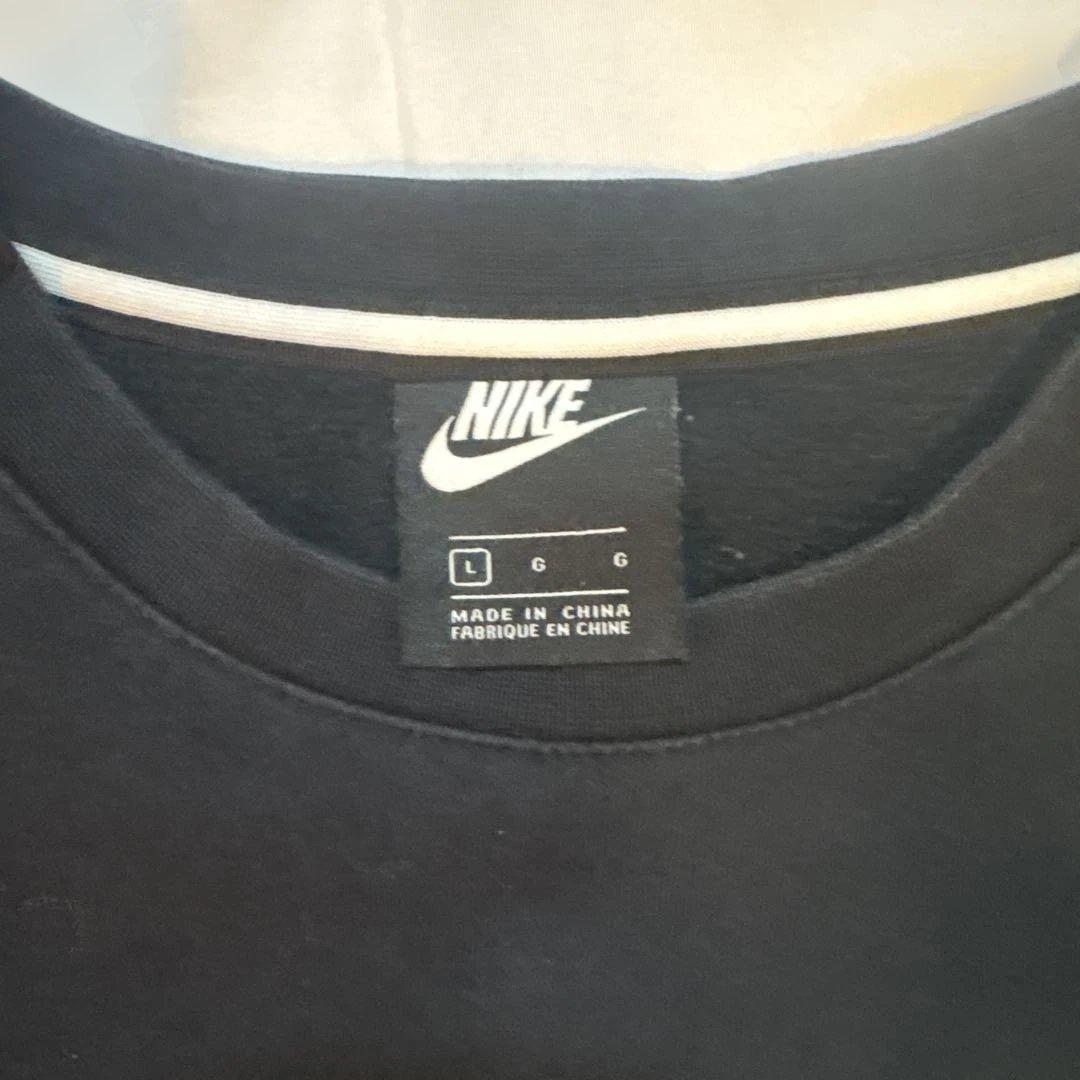 NIKE
L G G
MADE IN CHINA
FABRIQUE EN CHINE